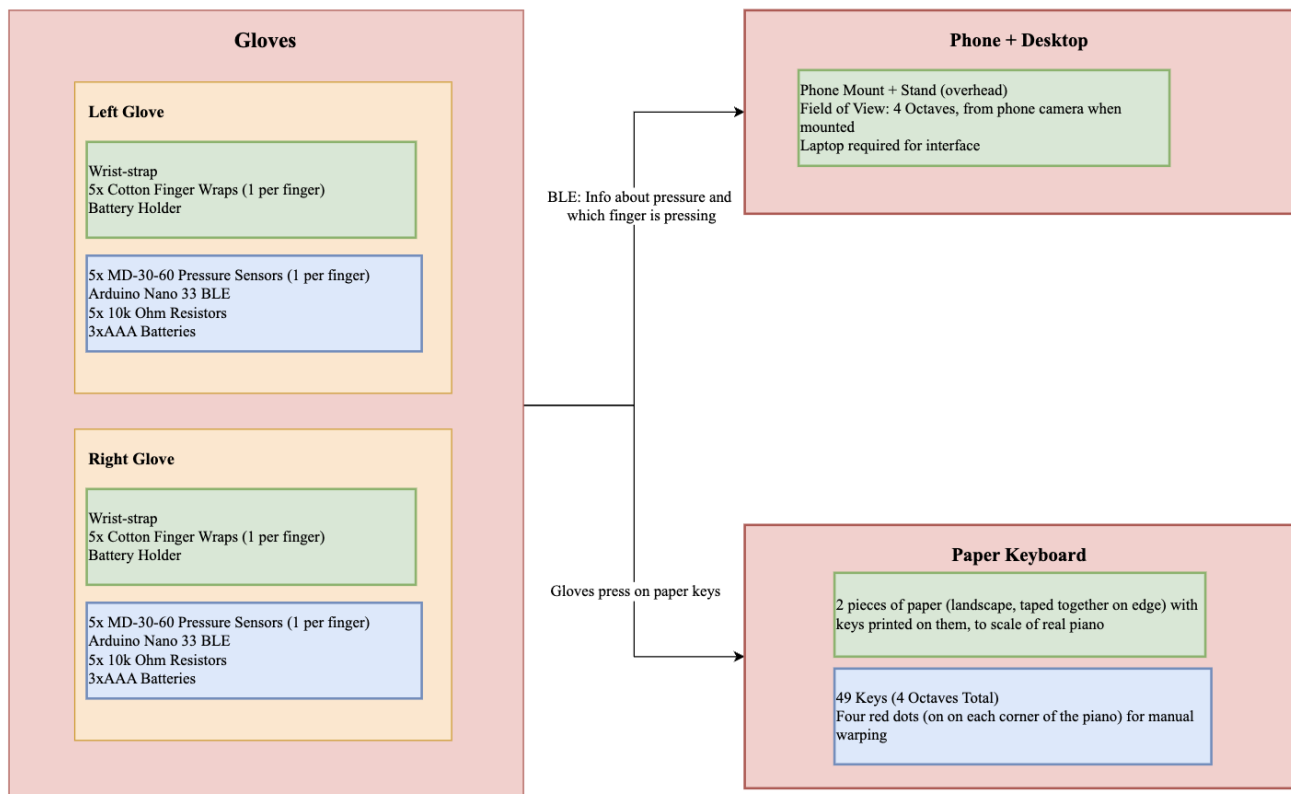 Gloves
Left Glove
Wrist-strap
5x Cotton Finger Wraps (1 per finger)
Battery Holder
5x MD-30-60 Pressure Sensors (1 per finger)
Arduino Nano 33 BLE
5x 10k Ohm Resistors
3xAAA Batteries
Right Glove
Wrist-strap
5x Cotton Finger Wraps (1 per finger)
Battery Holder
5x MD-30-60 Pressure Sensors (1 per finger)
Arduino Nano 33 BLE
5x 10k Ohm Resistors
3xAAA Batteries
BLE: Info about pressure and
which finger is pressing
Gloves press on paper keys
Phone + Desktop
Phone Mount + Stand (overhead)
Field of View: 4 Octaves, from phone camera when
mounted
Laptop required for interface
Paper Keyboard
2 pieces of paper (landscape, taped together on edge) with
keys printed on them, to scale of real piano
49 Keys (4 Octaves Total)
Four red dots (on on each corner of the piano) for manual
warping